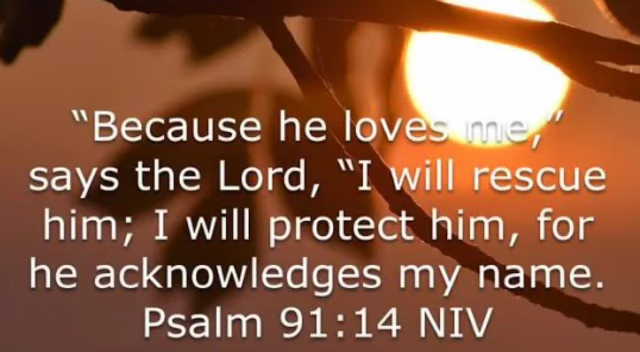 “Because he loves me,”
says the Lord, “I will rescue
him; I will protect him, for
he acknowledges my name.
Psalm 91:14 NIV